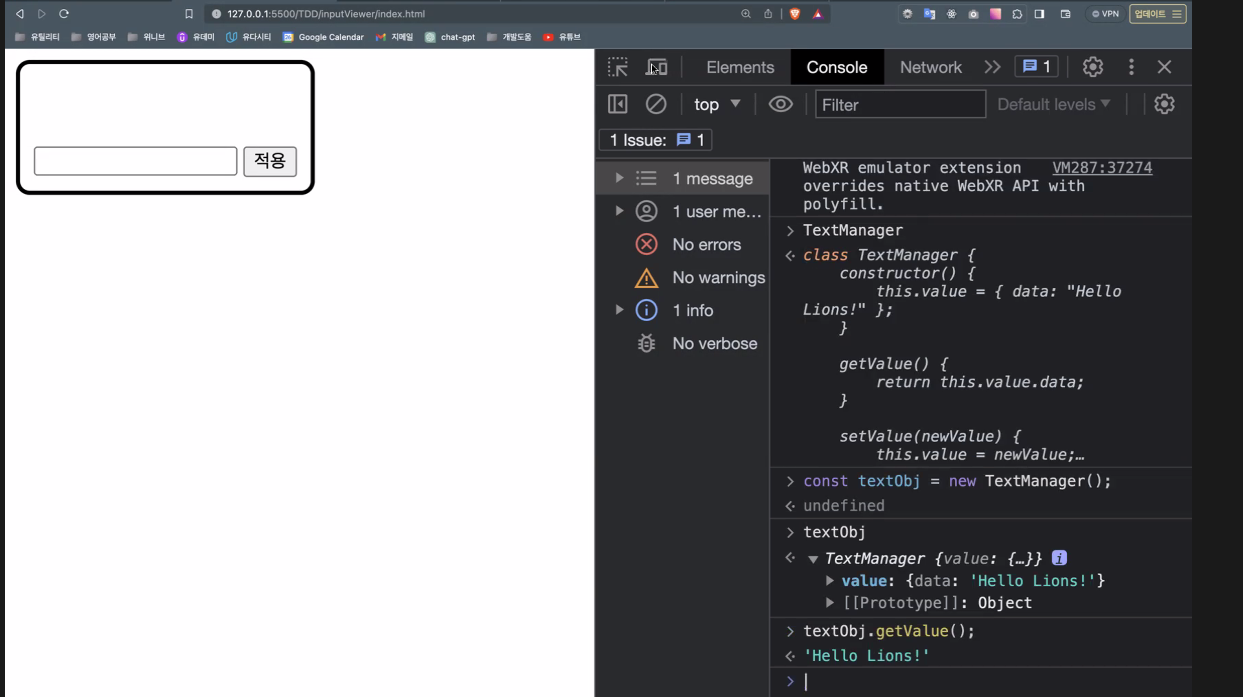 127.0.0.1:5500/TDD/inputViewer/index.html
VPN
업데이트
유틸리티
영어공부
위니브
유데미
유다시티
Google Calendar
지메일
chat-gpt
개발도움
유튜브
적용
Elements
Console
Network
1
top
Filter
Default levels
1 Issue: 1
1 message
1 user me…
No errors
No warnings
1 info
No verbose
WebXR emulator extension VM287:37274
overrides native WebXR API with
polyfill.
> TextManager
<· class TextManager {
constructor() {
this.value = { data: "Hello
Lions!" };
}
getValue() {
return this.value.data;
}
setValue(newValue) {
this.value = newValue;…
> const textObj = new TextManager();
<· undefined
> textObj
<· ▼ TextManager {value: {…}} i
▶ value: {data: 'Hello Lions!'}
▶ [[Prototype]]: Object
> textObj.getValue();
<· 'Hello Lions!'
>